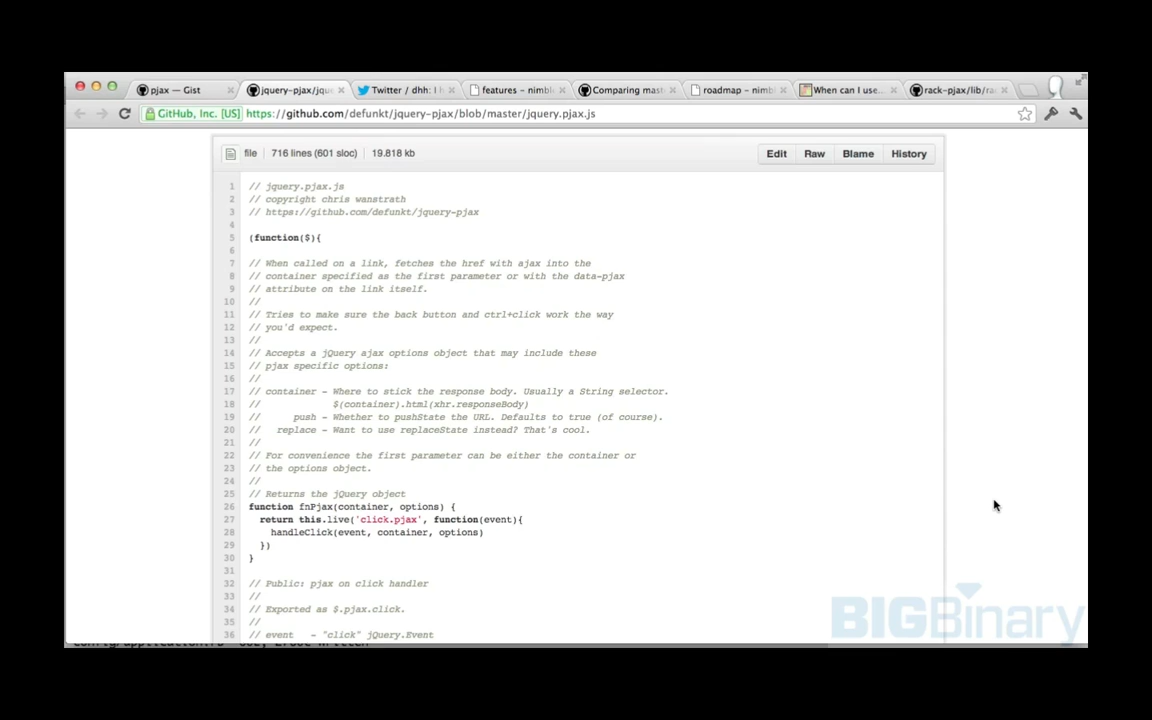 pjax — Gist
jquery-pjax/jque
Twitter / dhh: I h
features - nimbl
Comparing mast
roadmap - nimb
When can I use...
rack-pjax/lib/ra
GitHub, Inc. [US] https://github.com/defunkt/jquery-pjax/blob/master/jquery.pjax.js
file 716 lines (601 sloc) 19.818 kb
Edit Raw Blame History
1 // jquery.pjax.js
2 // copyright chris wanstrath
3 // https://github.com/defunkt/jquery-pjax
4
5 (function($){
6
7 // When called on a link, fetches the href with ajax into the
8 // container specified as the first parameter or with the data-pjax
9 // attribute on the link itself.
10 //
11 // Tries to make sure the back button and ctrl+click work the way
12 // you'd expect.
13 //
14 // Accepts a jQuery ajax options object that may include these
15 // pjax specific options:
16 //
17 // container - Where to stick the response body. Usually a String selector.
18 // $(container).html(xhr.responseBody)
19 // push - Whether to pushState the URL. Defaults to true (of course).
20 // replace - Want to use replaceState instead? That's cool.
21 //
22 // For convenience the first parameter can be either the container or
23 // the options object.
24 //
25 // Returns the jQuery object
26 function fnPjax(container, options) {
27 return this.live('click.pjax', function(event){
28 handleClick(event, container, options)
29 })
30 }
31
32 // Public: pjax on click handler
33 //
34 // Exported as $.pjax.click.
35 //
36 // event - "click" jQuery.Event
BIGBinary